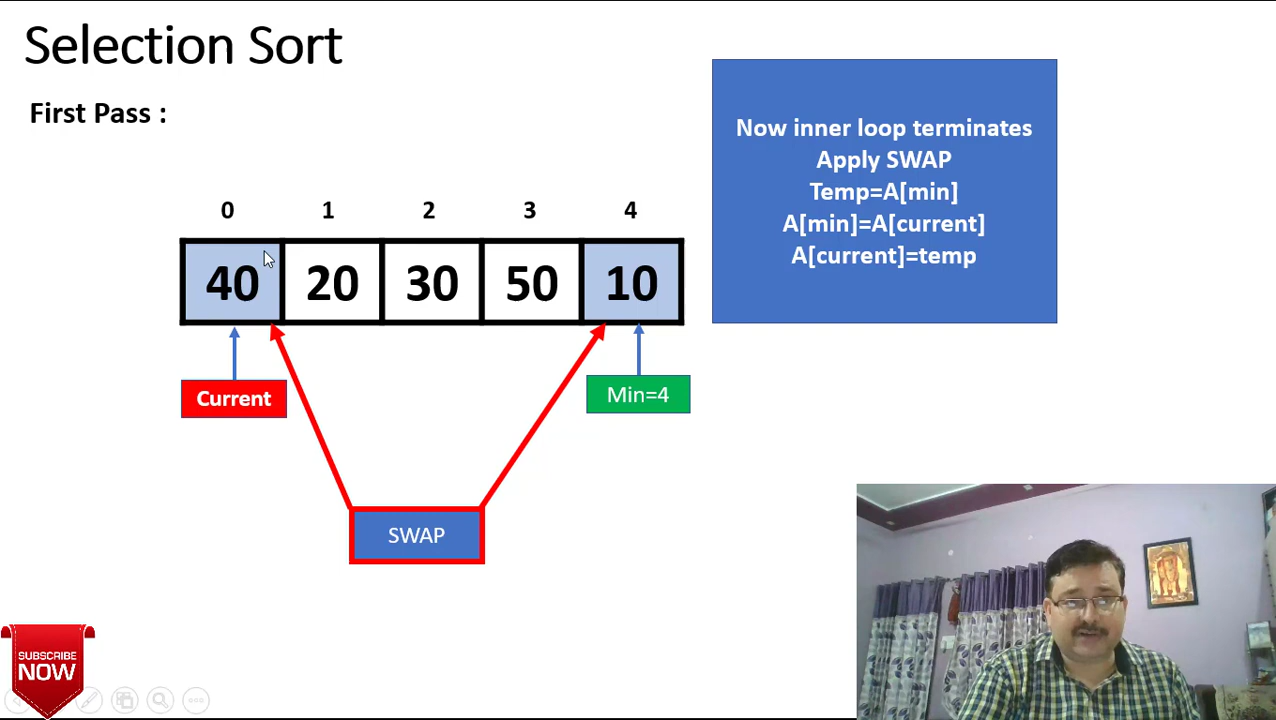 Selection Sort
First Pass :
Now inner loop terminates
Apply SWAP
Temp=A[min]
A[min]=A[current]
A[current]=temp
0 1 2 3 4
40 20 30 50 10
Current
Min=4
SWAP
SUBSCRIBE
NOW